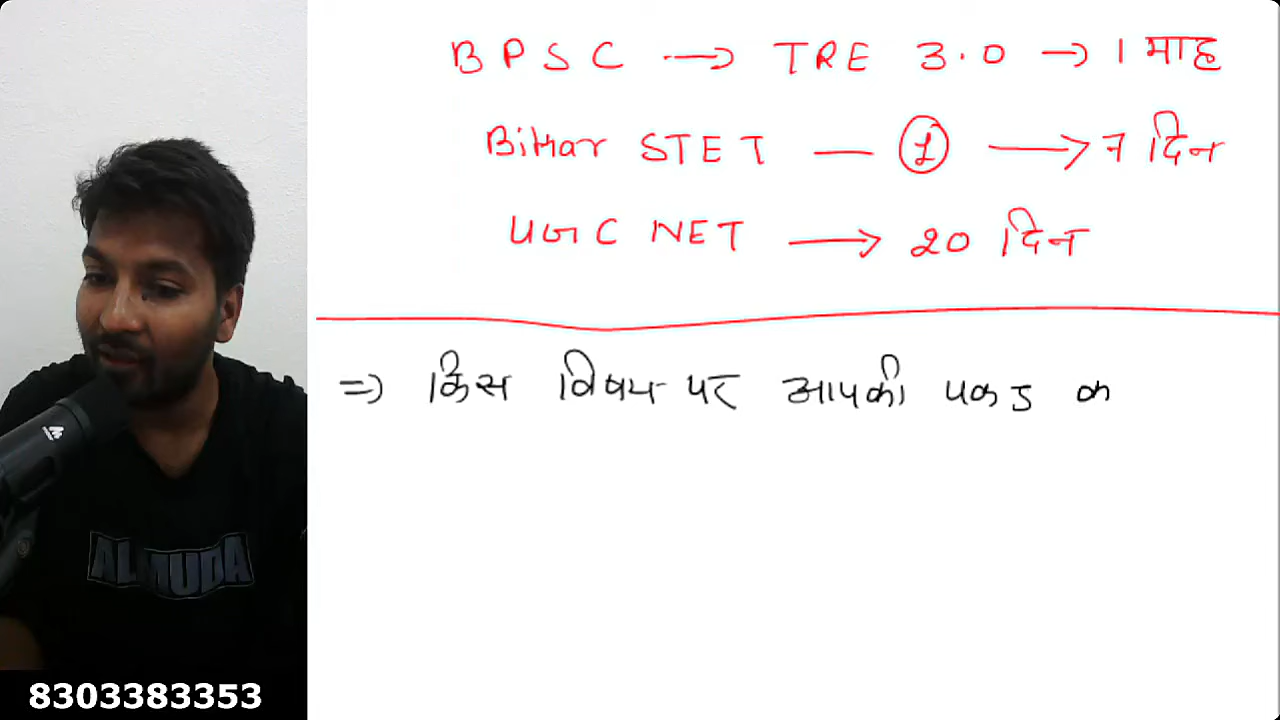 BPSC → TRE 3.0 → 1 माह
Bihar STET — 1 → 7 दिन
UGC NET → 20 दिन
⇒ किस विषय पर आपकी पकड क
ALMUDA
8303383353